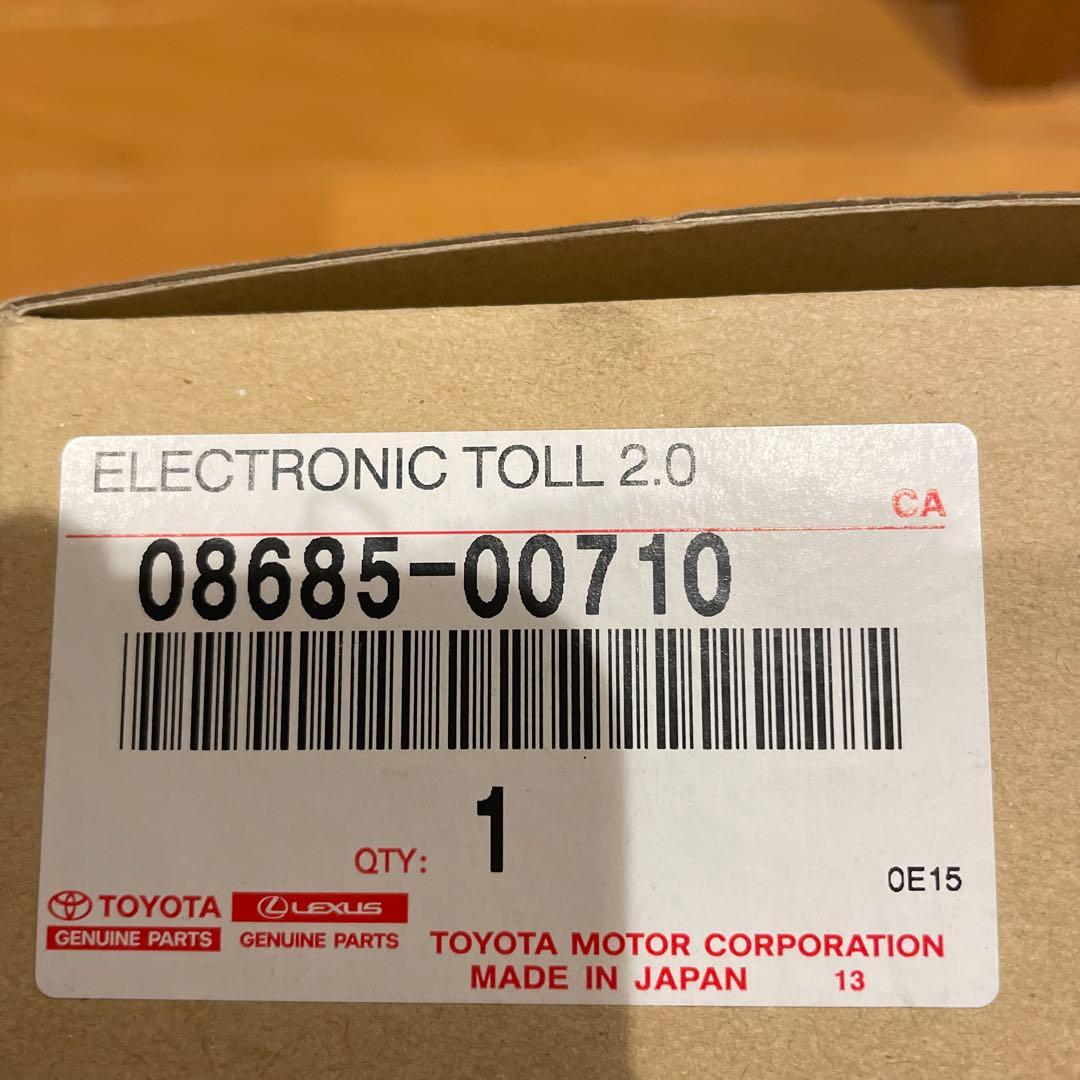 ELECTRONIC TOLL 2.0
CA
08685-00710
1
QTY:
0E15
TOYOTA
GENUINE PARTS
LEXUS
GENUINE PARTS
TOYOTA MOTOR CORPORATION
MADE IN JAPAN 13